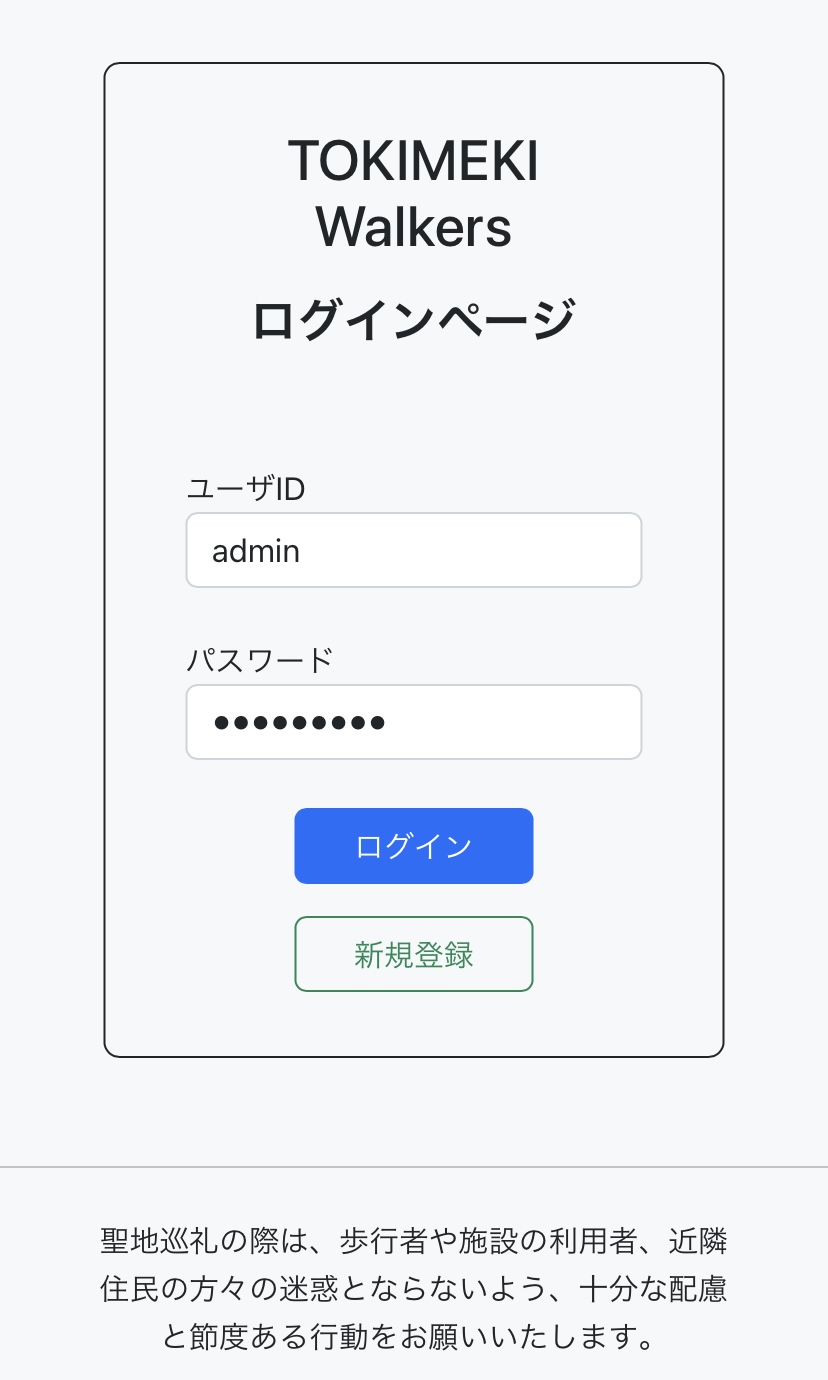 TOKIMEKI
Walkers
ログインページ
ユーザID
admin
パスワード
●●●●●●●●●
ログイン
新規登録
聖地巡礼の際は、歩行者や施設の利用者、近隣
住民の方々の迷惑とならないよう、十分な配慮
と節度ある行動をお願いいたします。